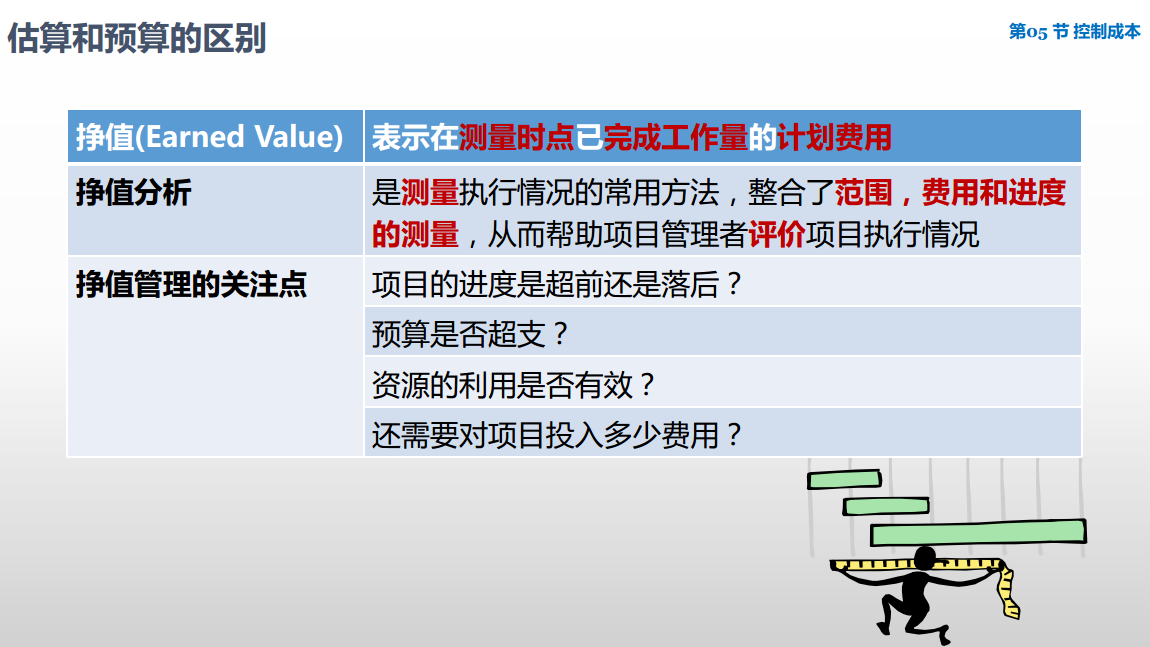 估算和预算的区别
第05 节 控制成本
挣值(Earned Value)
表示在测量时点已完成工作量的计划费用
挣值分析
是测量执行情况的常用方法，整合了范围，费用和进度
的测量，从而帮助项目管理者评价项目执行情况
挣值管理的关注点
项目的进度是超前还是落后？
预算是否超支？
资源的利用是否有效？
还需要对项目投入多少费用？